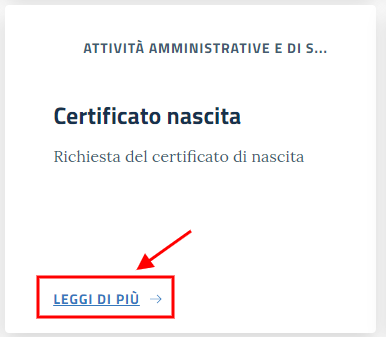 ATTIVITÀ AMMINISTRATIVE E DI S...
Certificato nascita
Richiesta del certificato di nascita
LEGGI DI PIÙ →